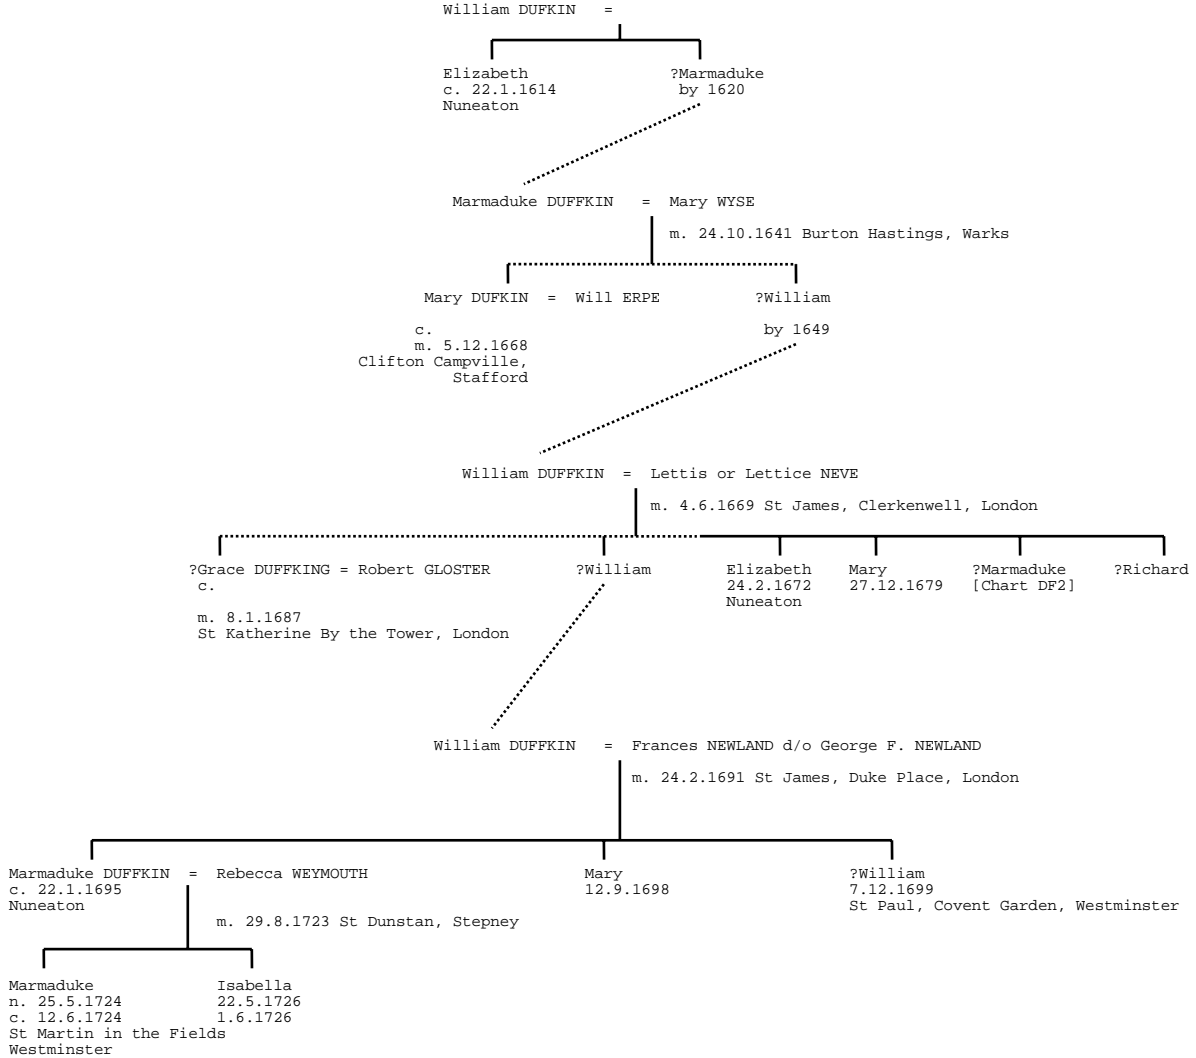 William DUFKIN =
Elizabeth ?Marmaduke
c. 22.1.1614 by 1620
Nuneaton
Marmaduke DUFFKIN = Mary WYSE
m. 24.10.1641 Burton Hastings, Warks
Mary DUFKIN = Will ERPE ?William
c. by 1649
m. 5.12.1668
Clifton Campville,
Stafford
William DUFFKIN = Lettis or Lettice NEVE
m. 4.6.1669 St James, Clerkenwell, London
?Grace DUFFKING = Robert GLOSTER ?William Elizabeth Mary ?Marmaduke ?Richard
c. 24.2.1672 27.12.1679 [Chart DF2]
Nuneaton
m. 8.1.1687
St Katherine By the Tower, London
William DUFFKIN = Frances NEWLAND d/o George F. NEWLAND
m. 24.2.1691 St James, Duke Place, London
Marmaduke DUFFKIN = Rebecca WEYMOUTH Mary ?William
c. 22.1.1695 12.9.1698 7.12.1699
Nuneaton St Paul, Covent Garden, Westminster
m. 29.8.1723 St Dunstan, Stepney
Marmaduke Isabella
n. 25.5.1724 22.5.1726
c. 12.6.1724 1.6.1726
St Martin in the Fields
Westminster